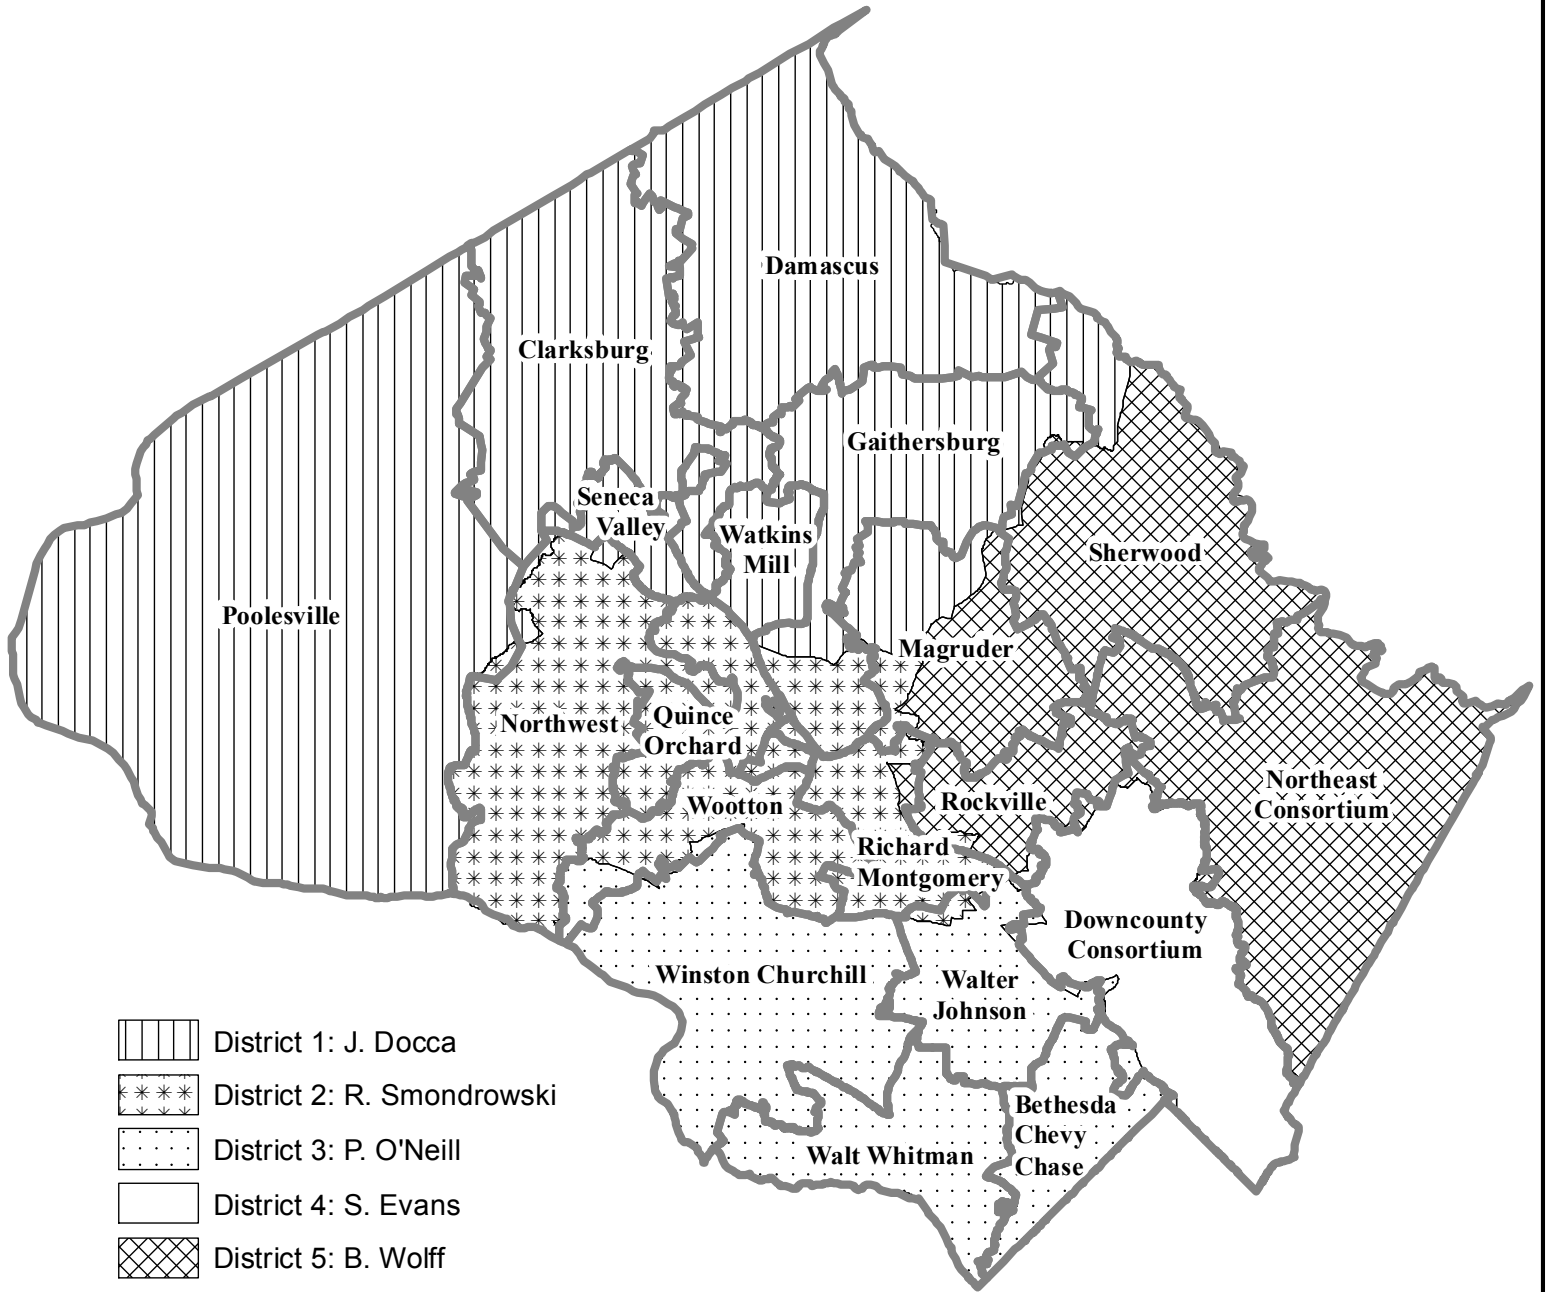 Damascus
Clarksburg
Gaithersburg
Seneca
Valley
Watkins
Mill
Sherwood
Poolesville
Magruder
Northwest
Quince
Orchard
Wootton
Rockville
Northeast
Consortium
Richard
Montgomery
Downcounty
Consortium
Winston Churchill
Walter
Johnson
Bethesda
Chevy
Chase
Walt Whitman
District 1: J. Docca
District 2: R. Smondrowski
District 3: P. O'Neill
District 4: S. Evans
District 5: B. Wolff